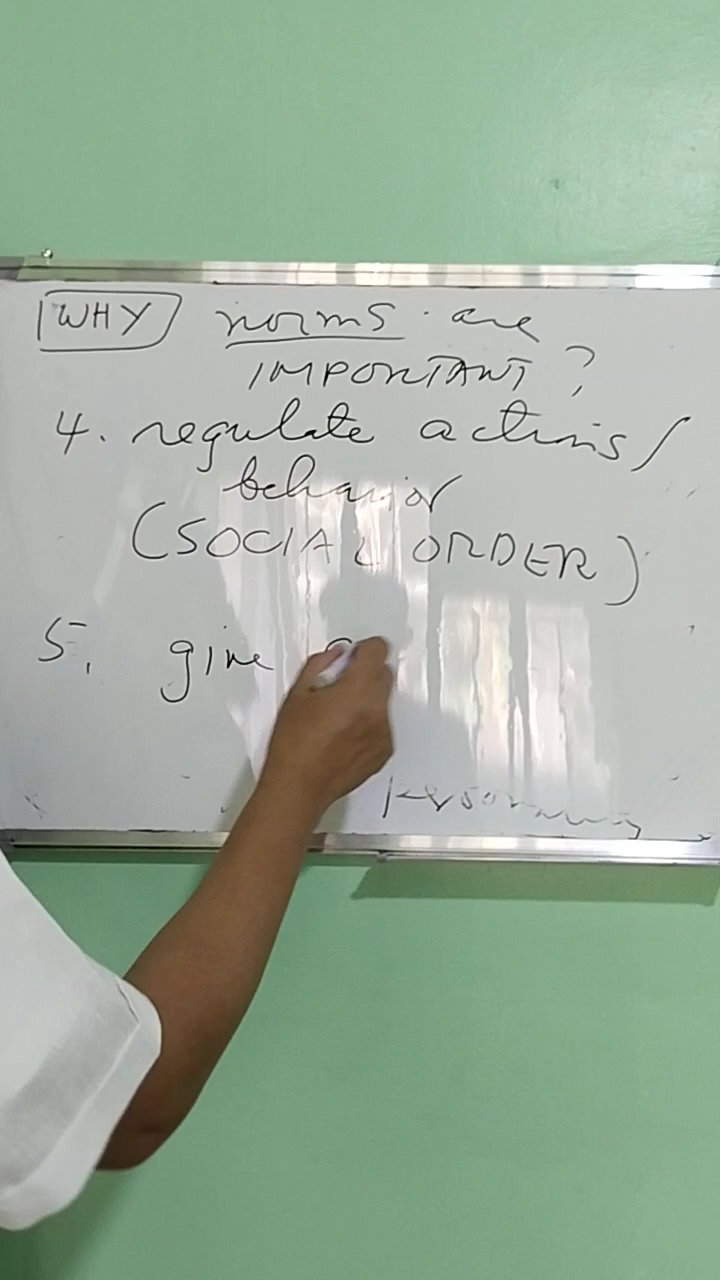 WHY norms are
IMPORTANT?
4. regulate actions/
behavior
(SOCIAL ORDER)
5. give